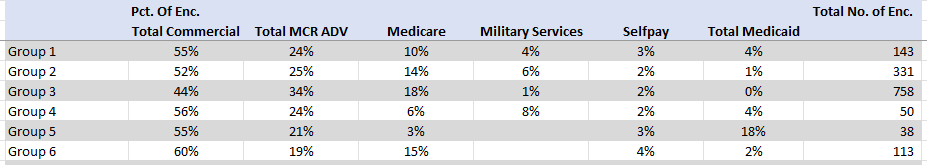 Pct. Of Enc. Total No. of Enc.
Total Commercial Total MCR ADV Medicare Military Services Selfpay Total Medicaid
Group 1 55% 24% 10% 4% 3% 4% 143
Group 2 52% 25% 14% 6% 2% 1% 331
Group 3 44% 34% 18% 1% 2% 0% 758
Group 4 56% 24% 6% 8% 2% 4% 50
Group 5 55% 21% 3% 3% 18% 38
Group 6 60% 19% 15% 4% 2% 113